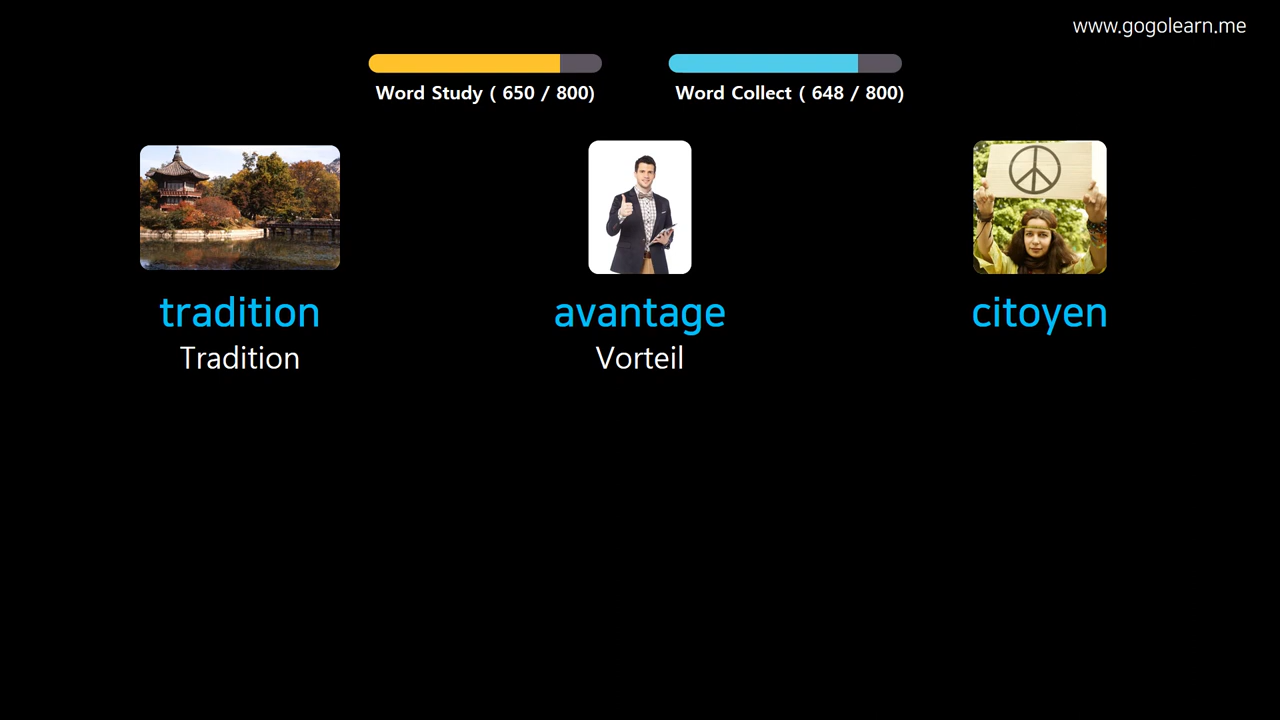 www.gogolearn.me
Word Study ( 650 / 800)
Word Collect ( 648 / 800)
tradition
Tradition
avantage
Vorteil
citoyen